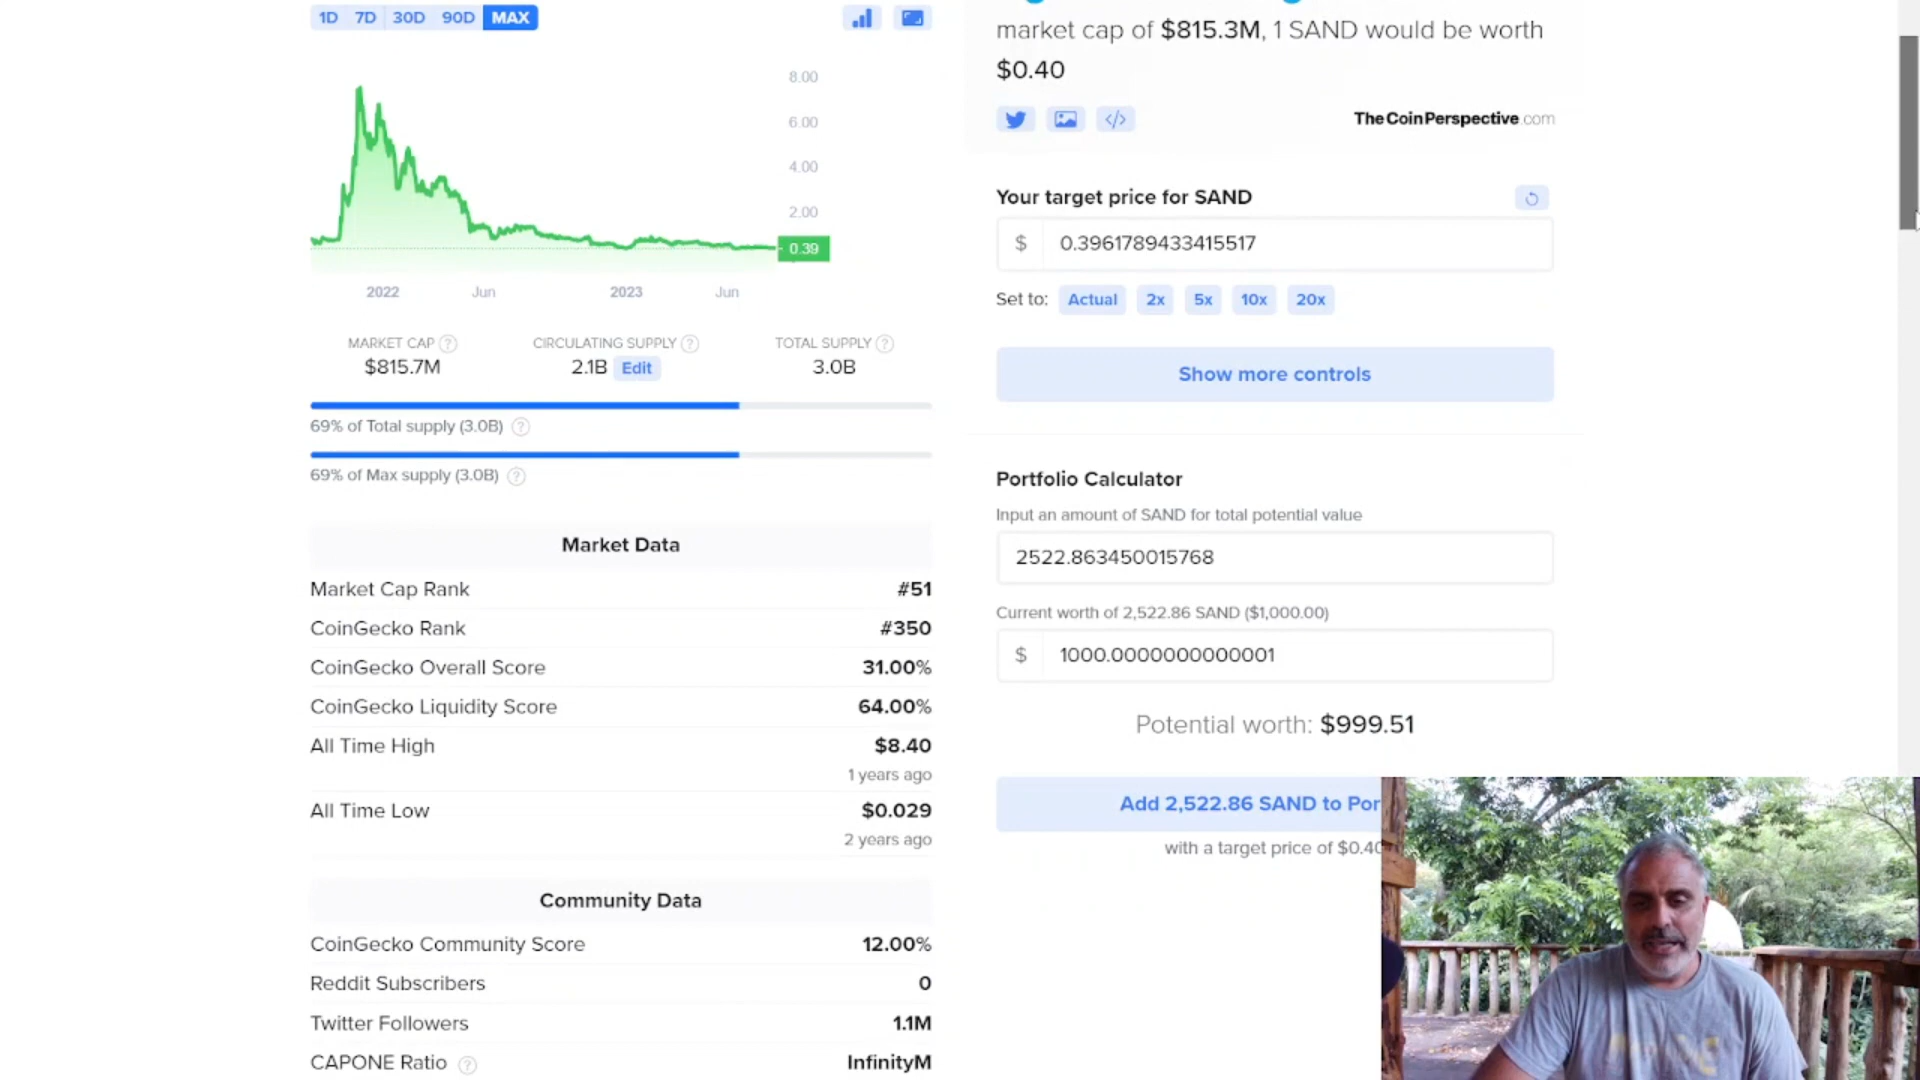 1D 7D 30D 90D MAX
8.00
6.00
4.00
2.00
0.39
2022 Jun 2023 Jun
MARKET CAP ? CIRCULATING SUPPLY ? TOTAL SUPPLY ?
$815.7M 2.1B Edit 3.0B
69% of Total supply (3.0B) ?
69% of Max supply (3.0B) ?
Market Data
Market Cap Rank #51
CoinGecko Rank #350
CoinGecko Overall Score 31.00%
CoinGecko Liquidity Score 64.00%
All Time High $8.40
1 years ago
All Time Low $0.029
2 years ago
Community Data
CoinGecko Community Score 12.00%
Reddit Subscribers 0
Twitter Followers 1.1M
CAPONE Ratio ? InfinityM
market cap of $815.3M, 1 SAND would be worth
$0.40
</> TheCoinPerspective.com
Your target price for SAND
$ 0.3961789433415517
Set to: Actual 2x 5x 10x 20x
Show more controls
Portfolio Calculator
Input an amount of SAND for total potential value
2522.863450015768
Current worth of 2,522.86 SAND ($1,000.00)
$ 1000.0000000000001
Potential worth: $999.51
Add 2,522.86 SAND to Por
with a target price of $0.40